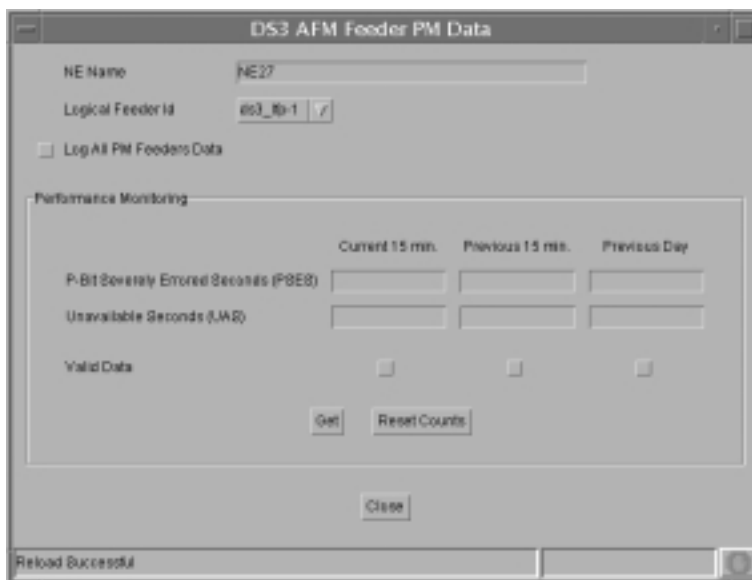 DS3 AFM Feeder PM Data
NE Name NE27
Logical Feeder Id
Log All PM Feeders Data
Performance Monitoring
Current 15 min. Previous 15 min. Previous Day
P-Bit Severely Errored Seconds (PSES)
Unavailable Seconds (UAS)
Valid Data
Get Reset Counts
Close
Reload Successful